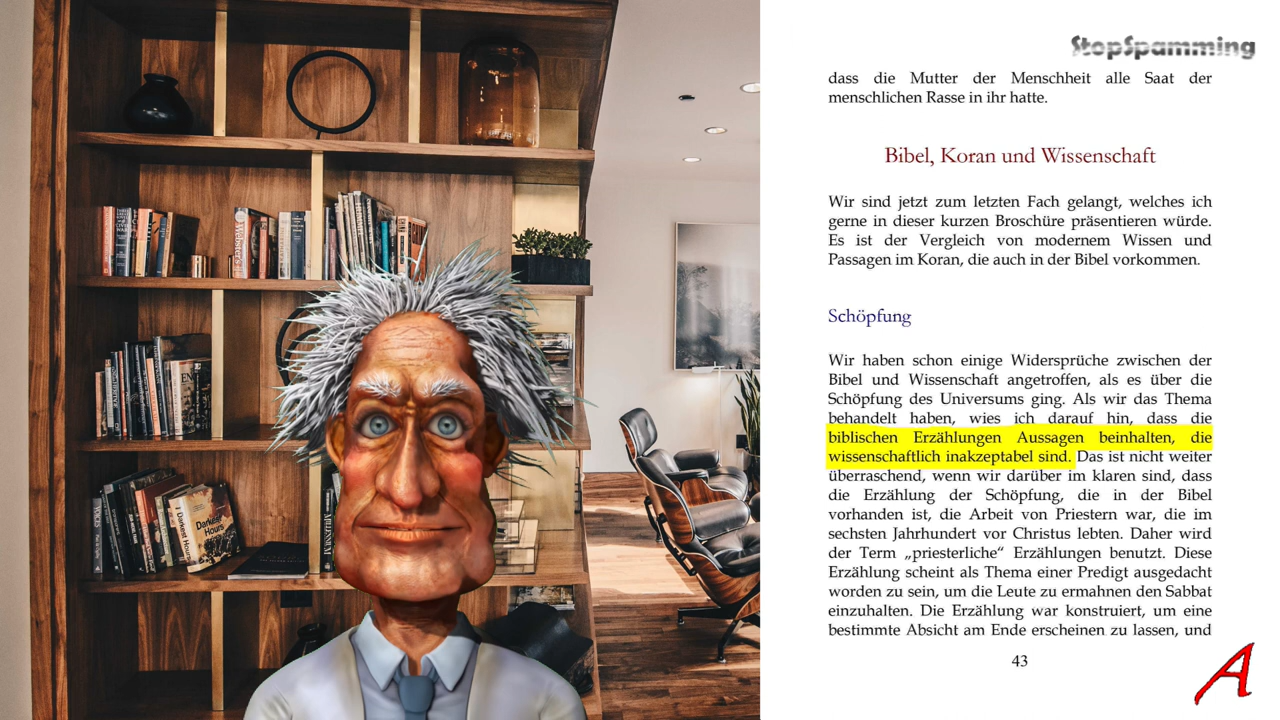 StopSpamming
dass die Mutter der Menschheit alle Saat der
menschlichen Rasse in ihr hatte.
Bibel, Koran und Wissenschaft
Wir sind jetzt zum letzten Fach gelangt, welches ich
gerne in dieser kurzen Broschüre präsentieren würde.
Es ist der Vergleich von modernem Wissen und
Passagen im Koran, die auch in der Bibel vorkommen.
Schöpfung
Wir haben schon einige Widersprüche zwischen der
Bibel und Wissenschaft angetroffen, als es über die
Schöpfung des Universums ging. Als wir das Thema
behandelt haben, wies ich darauf hin, dass die
biblischen Erzählungen Aussagen beinhalten, die
wissenschaftlich inakzeptabel sind. Das ist nicht weiter
überraschend, wenn wir darüber im klaren sind, dass
die Erzählung der Schöpfung, die in der Bibel
vorhanden ist, die Arbeit von Priestern war, die im
sechsten Jahrhundert vor Christus lebten. Daher wird
der Term „priesterliche“ Erzählungen benutzt. Diese
Erzählung scheint als Thema einer Predigt ausgedacht
worden zu sein, um die Leute zu ermahnen den Sabbat
einzuhalten. Die Erzählung war konstruiert, um eine
bestimmte Absicht am Ende erscheinen zu lassen, und
43
A
Darkest
Hours